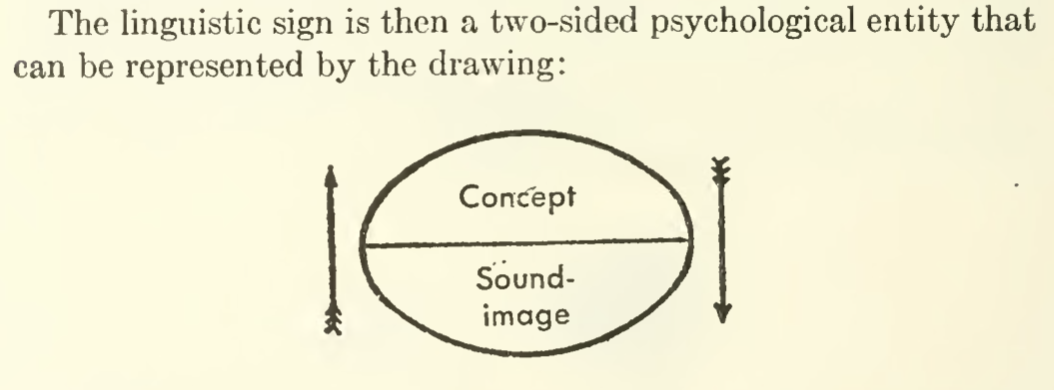 The linguistic sign is then a two-sided psychological entity that
can be represented by the drawing:
Concept
Sound-
image